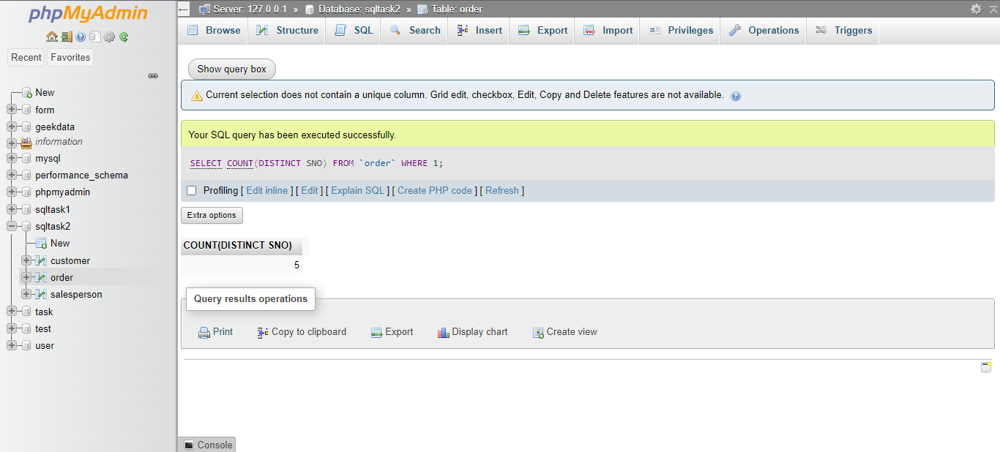 phpMyAdmin
Recent Favorites
New
form
geekdata
information
mysql
performance_schema
phpmyadmin
sqltask1
sqltask2
New
customer
order
salesperson
task
test
user
← Server: 127.0.0.1 » Database: sqltask2 » Table: order
Browse Structure SQL Search Insert Export Import Privileges Operations Triggers
Show query box
Current selection does not contain a unique column. Grid edit, checkbox, Edit, Copy and Delete features are not available.
Your SQL query has been executed successfully.
SELECT COUNT(DISTINCT SNO) FROM `order` WHERE 1;
Profiling [ Edit inline ] [ Edit ] [ Explain SQL ] [ Create PHP code ] [ Refresh ]
Extra options
COUNT(DISTINCT SNO)
5
Query results operations
Print Copy to clipboard Export Display chart Create view
Console